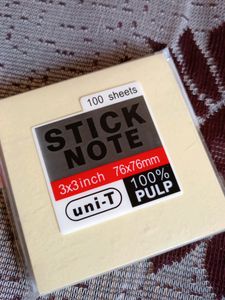 100 sheets
STICK
NOTE
3x3inch 76x76mm
uni-T
100%
PULP